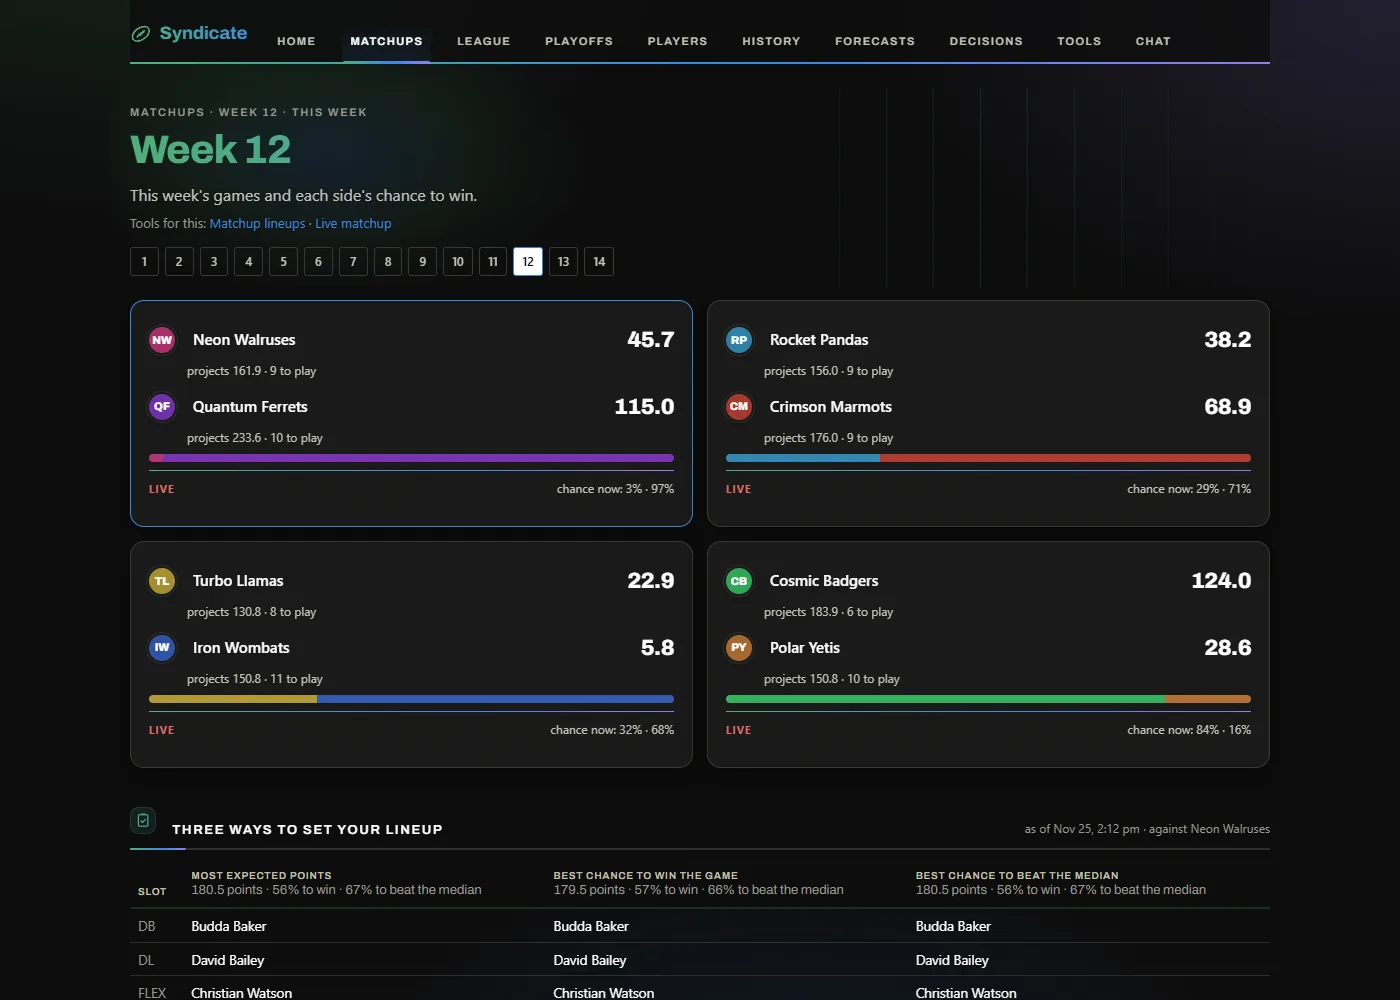 Syndicate
HOME
MATCHUPS
LEAGUE
PLAYOFFS
PLAYERS
HISTORY
FORECASTS
DECISIONS
TOOLS
CHAT
MATCHUPS · WEEK 12 · THIS WEEK
Week 12
This week's games and each side's chance to win.
Tools for this: Matchup lineups · Live matchup
1 2 3 4 5 6 7 8 9 10 11 12 13 14
NW Neon Walruses 45.7
projects 161.9 · 9 to play
QF Quantum Ferrets 115.0
projects 233.6 · 10 to play
LIVE chance now: 3% · 97%
RP Rocket Pandas 38.2
projects 156.0 · 9 to play
CM Crimson Marmots 68.9
projects 176.0 · 9 to play
LIVE chance now: 29% · 71%
TL Turbo Llamas 22.9
projects 130.8 · 8 to play
IW Iron Wombats 5.8
projects 150.8 · 11 to play
LIVE chance now: 32% · 68%
CB Cosmic Badgers 124.0
projects 183.9 · 6 to play
PY Polar Yetis 28.6
projects 150.8 · 10 to play
LIVE chance now: 84% · 16%
THREE WAYS TO SET YOUR LINEUP
as of Nov 25, 2:12 pm · against Neon Walruses
SLOT
MOST EXPECTED POINTS
180.5 points · 56% to win · 67% to beat the median
BEST CHANCE TO WIN THE GAME
179.5 points · 57% to win · 66% to beat the median
BEST CHANCE TO BEAT THE MEDIAN
180.5 points · 56% to win · 67% to beat the median
DB Budda Baker Budda Baker Budda Baker
DL David Bailey David Bailey David Bailey
FLEX Christian Watson Christian Watson Christian Watson